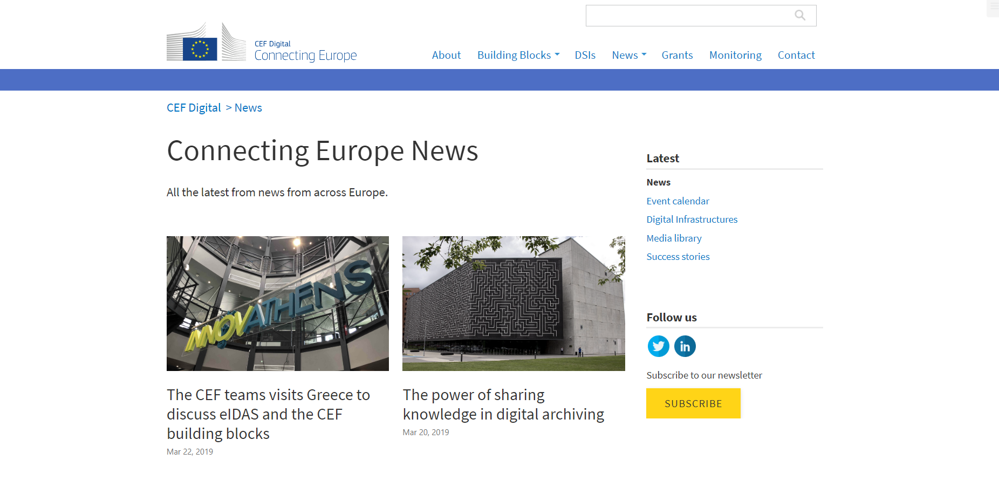 CEF Digital
Connecting Europe
About Building Blocks DSIs News Grants Monitoring Contact
CEF Digital > News
Connecting Europe News
All the latest from news from across Europe.
INNOVATHENS
The CEF teams visits Greece to
discuss eIDAS and the CEF
building blocks
Mar 22, 2019
The power of sharing
knowledge in digital archiving
Mar 20, 2019
Latest
News
Event calendar
Digital Infrastructures
Media library
Success stories
Follow us
in
Subscribe to our newsletter
SUBSCRIBE